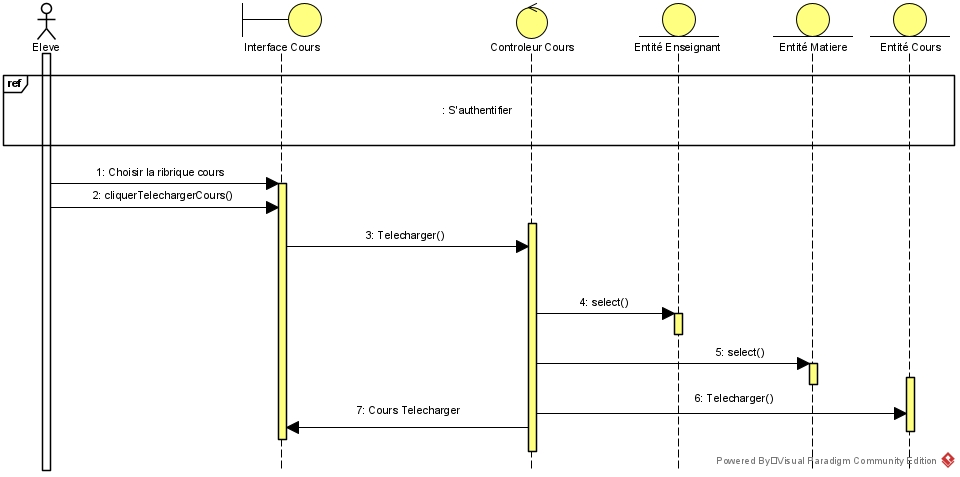 Eleve
Interface Cours
Controleur Cours
Entité Enseignant
Entité Matiere
Entité Cours
ref
: S'authentifier
1: Choisir la ribrique cours
2: cliquerTelechargerCours()
3: Telecharger()
4: select()
5: select()
6: Telecharger()
7: Cours Telecharger
Powered By Visual Paradigm Community Edition